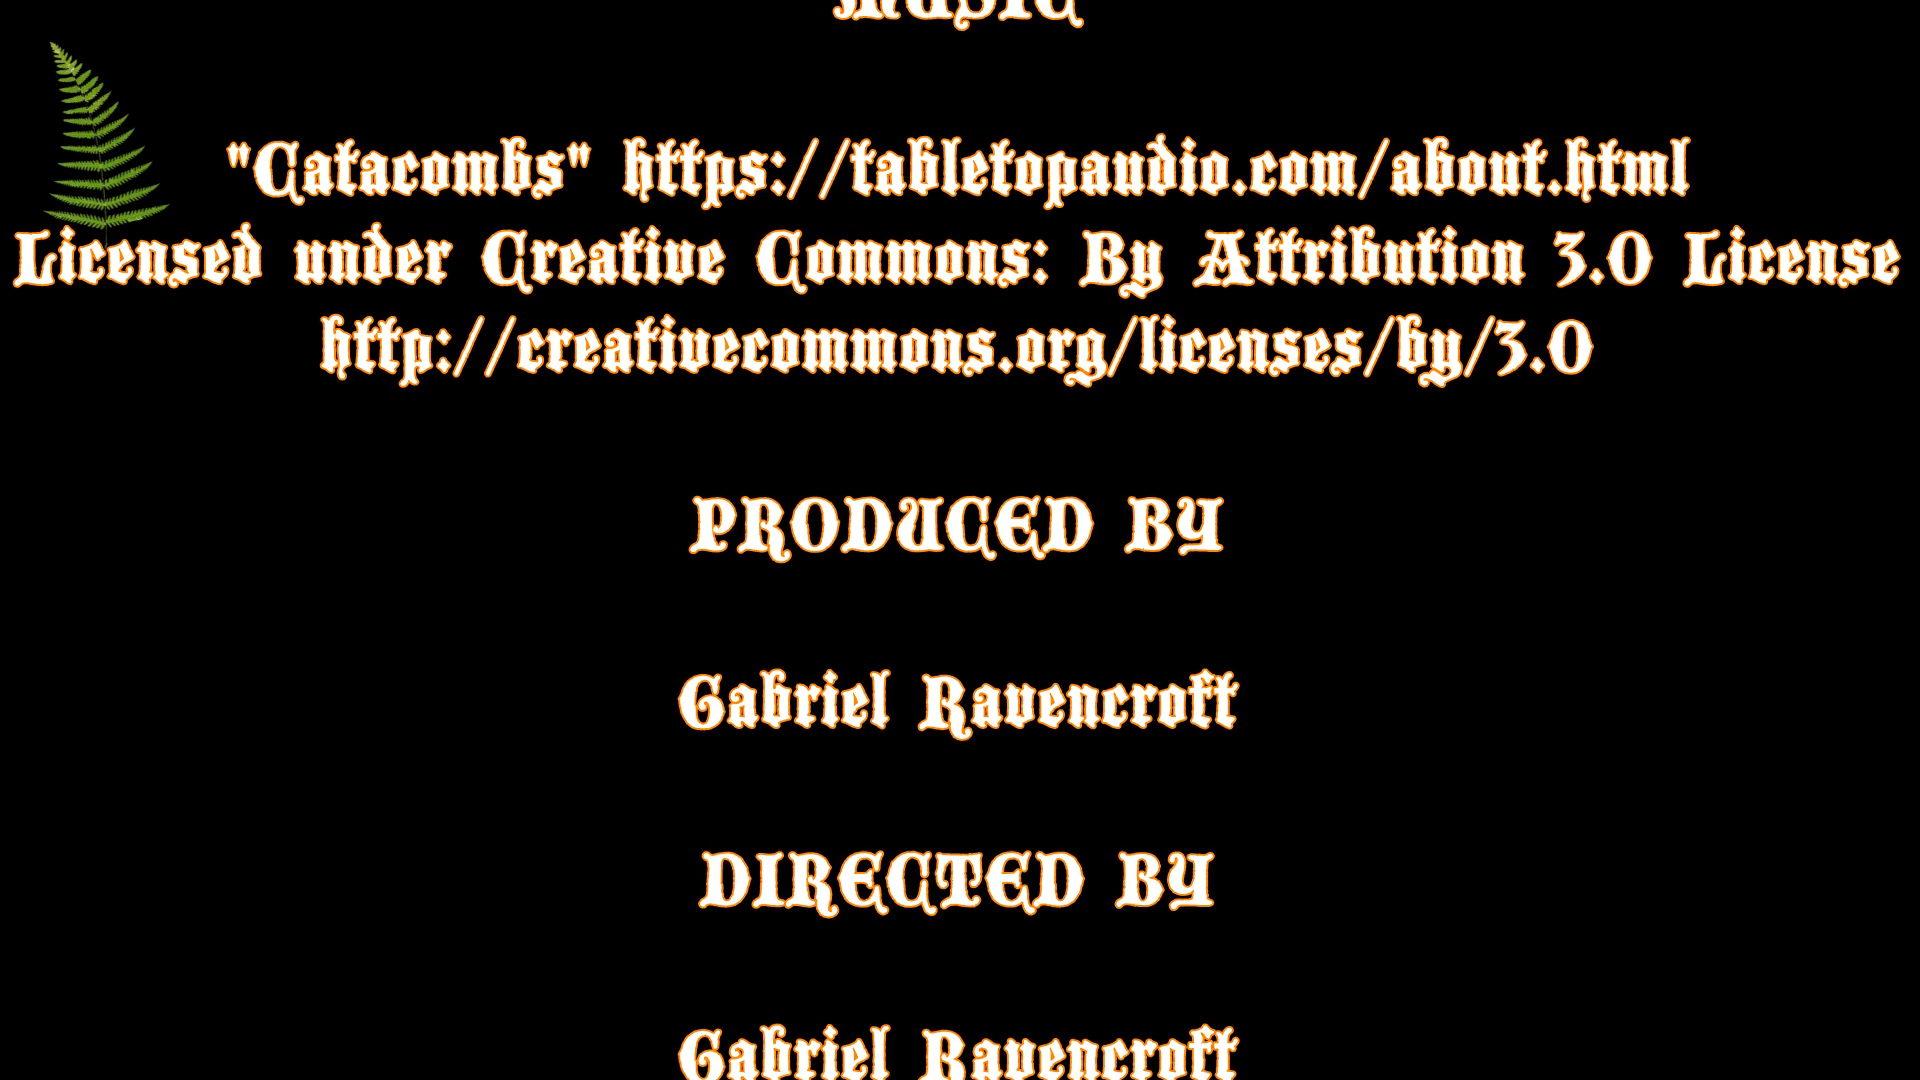 MUSIC
"Catacombs" https://tabletopaudio.com/about.html
Licensed under Creative Commons: By Attribution 3.0 License
http://creativecommons.org/licenses/by/3.0
PRODUCED BY
Gabriel Ravencroft
DIRECTED BY
Gabriel Ravencroft